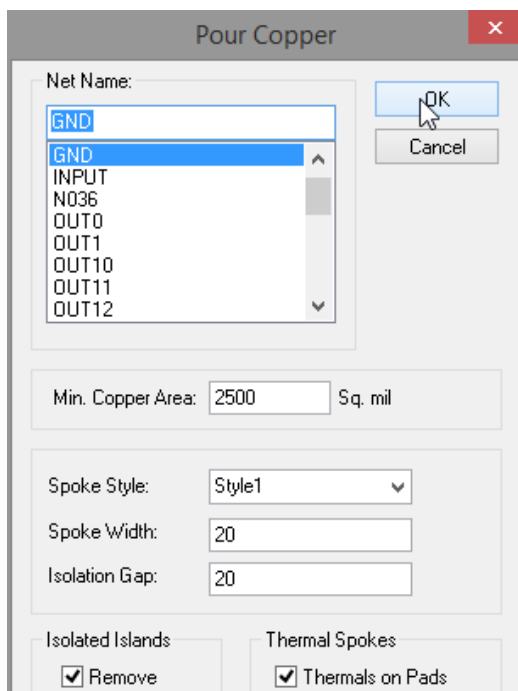 Pour Copper
Net Name:
GND
GND
INPUT
N036
OUT0
OUT1
OUT10
OUT11
OUT12
OK
Cancel
Min. Copper Area: 2500 Sq. mil
Spoke Style: Style1
Spoke Width: 20
Isolation Gap: 20
Isolated Islands
Remove
Thermal Spokes
Thermals on Pads